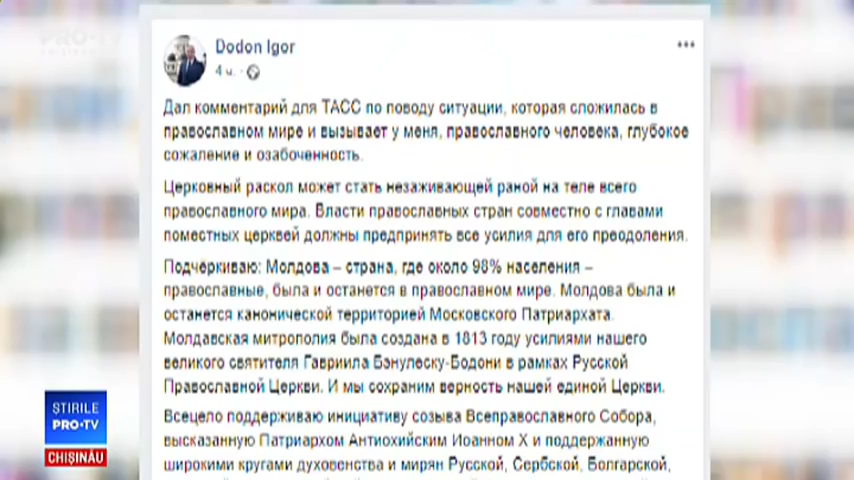 PRO•TV
CHIȘINĂU
Dodon Igor
4 ч. ·
Дал комментарий для ТАСС по поводу ситуации, которая сложилась в
православном мире и вызывает у меня, православного человека, глубокое
сожаление и озабоченность.
Церковный раскол может стать незаживающей раной на теле всего
православного мира. Власти православных стран совместно с главами
поместных церквей должны предпринять все усилия для его преодоления.
Подчеркиваю: Молдова – страна, где около 98% населения –
православные, была и останется в православном мире. Молдова была и
останется канонической территорией Московского Патриархата.
Молдавская митрополия была создана в 1813 году усилиями нашего
великого святителя Гавриила Бэнулеску-Бодони в рамках Русской
Православной Церкви. И мы сохраним верность нашей единой Церкви.
Всецело поддерживаю инициативу созыва Всеправославного Собора,
высказанную Патриархом Антиохийским Иоанном X и поддержанную
широкими кругами духовенства и мирян Русской, Сербской, Болгарской,
ȘTIRILE
PRO•TV
CHIȘINĂU